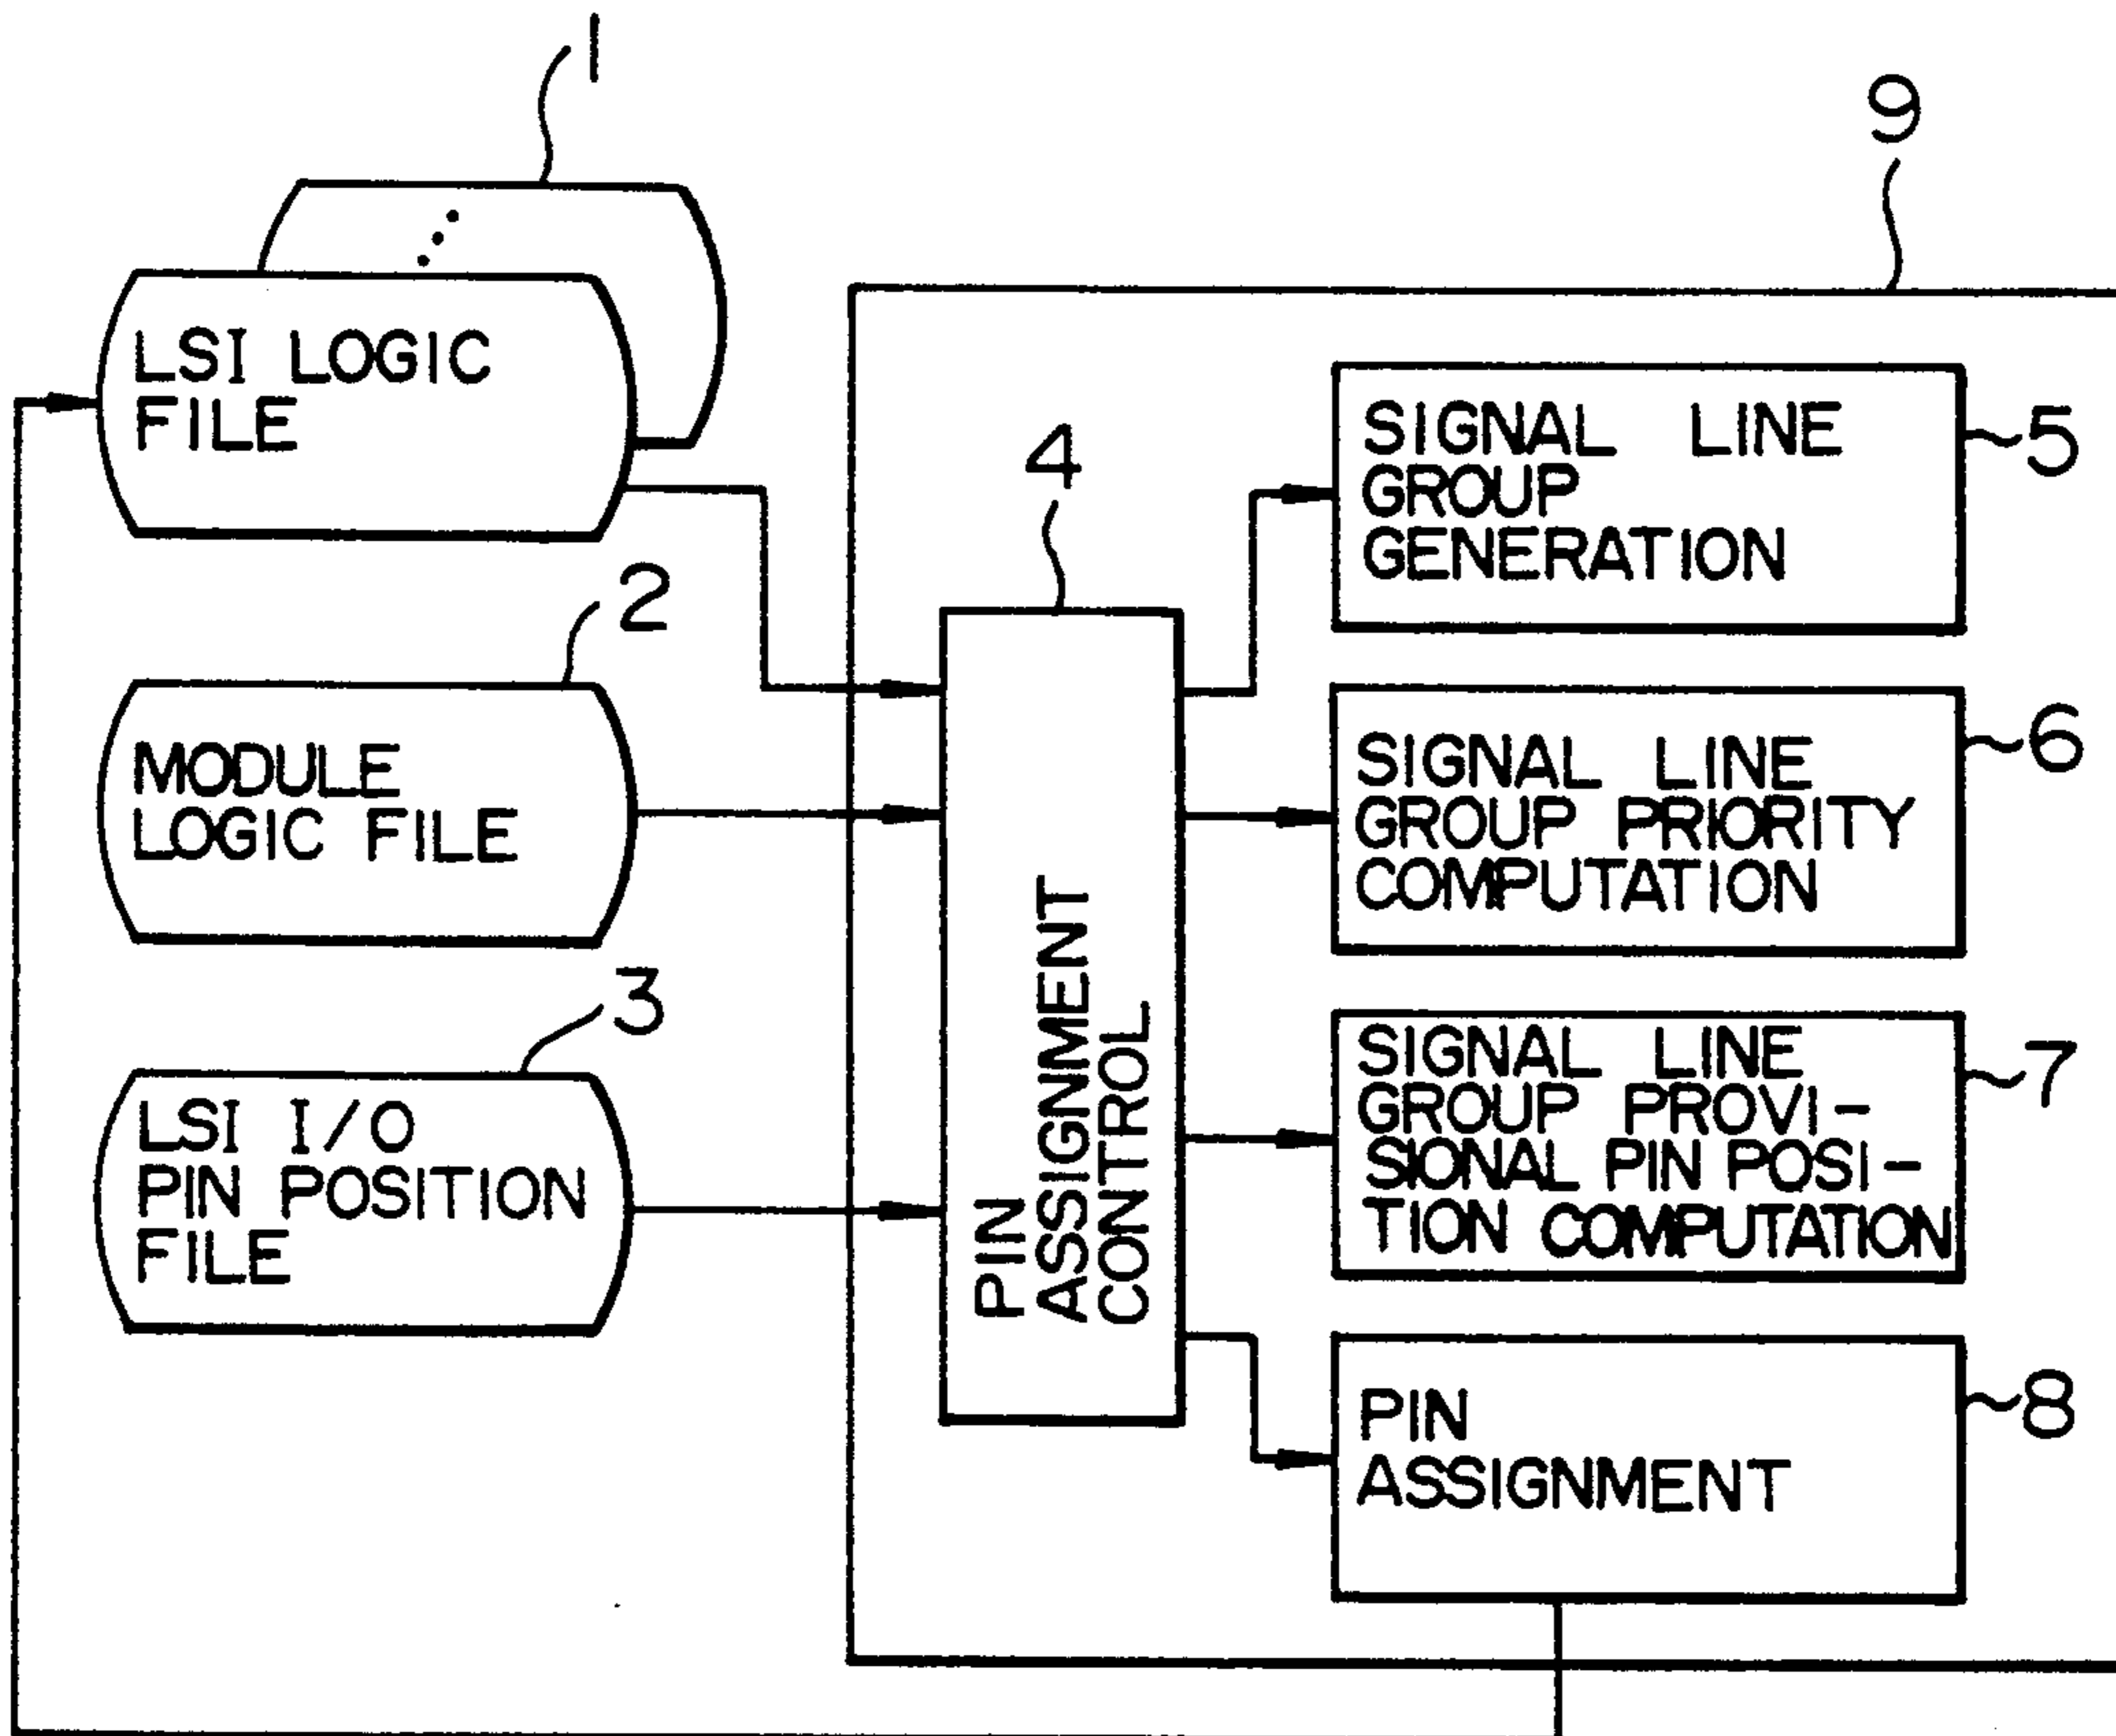 1
9
LSI LOGIC
FILE
2
MODULE
LOGIC FILE
3
LSI I/O
PIN POSITION
FILE
4
PIN
ASSIGNMENT
CONTROL
SIGNAL LINE
GROUP
GENERATION
5
SIGNAL LINE
GROUP PRIORITY
COMPUTATION
6
SIGNAL LINE
GROUP PROVI-
SIONAL PIN POSI-
TION COMPUTATION
7
PIN
ASSIGNMENT
8